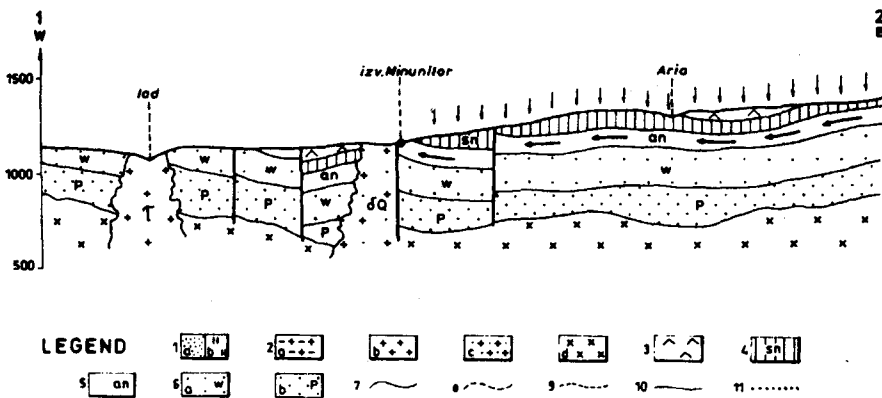 1 2
W E
1500
1000
500
Iad izv.Minunilor Aria
w w w an w sn an w
P P P P P
T δQ
LEGEND 1 a b 2 a b c d 3 4 sn
5 an 6 a w b P 7 8 9 10 11